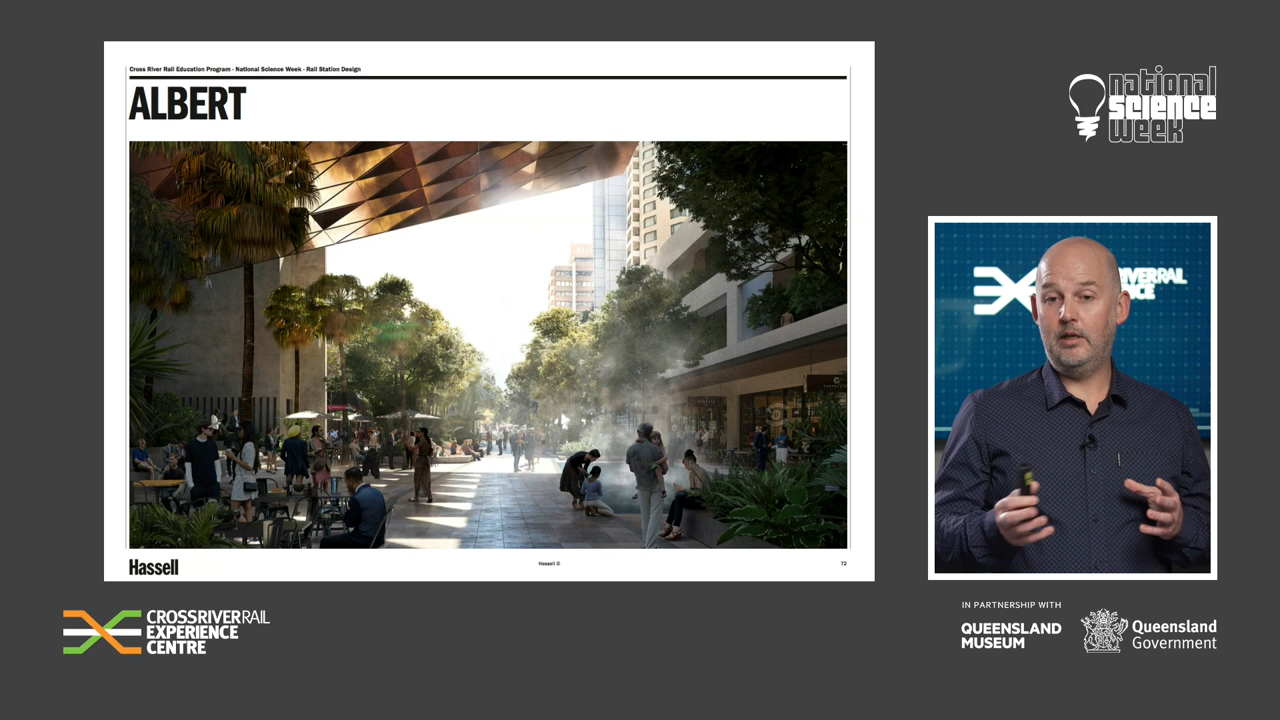 Cross River Rail Education Program - National Science Week - Rail Station Design
ALBERT
Hassell
Hassell ©
72
national
science
week
CROSSRIVERRAIL
EXPERIENCE
CENTRE
IN PARTNERSHIP WITH
QUEENSLAND
MUSEUM
Queensland
Government